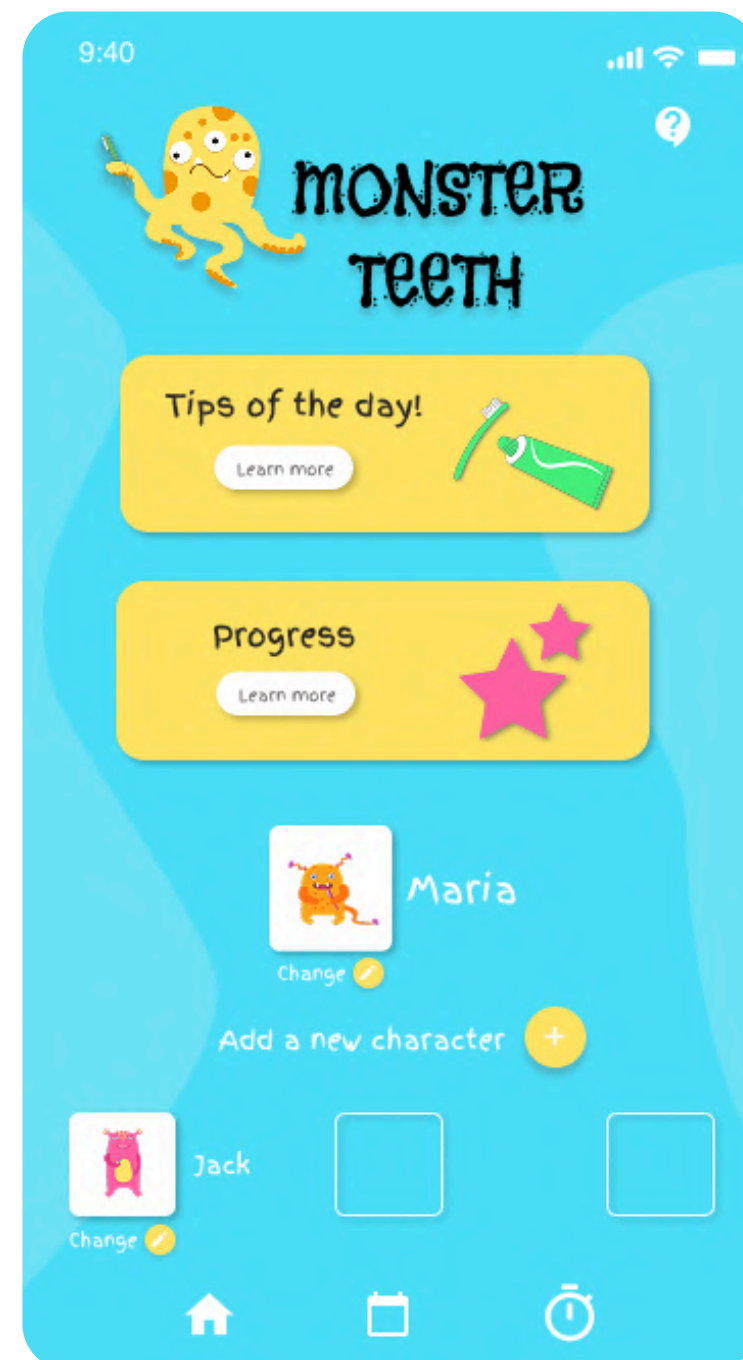 9:40
MONSTER
TEETH
Tips of the day!
Learn more
Progress
Learn more
Maria
Change
Add a new character +
Jack
Change